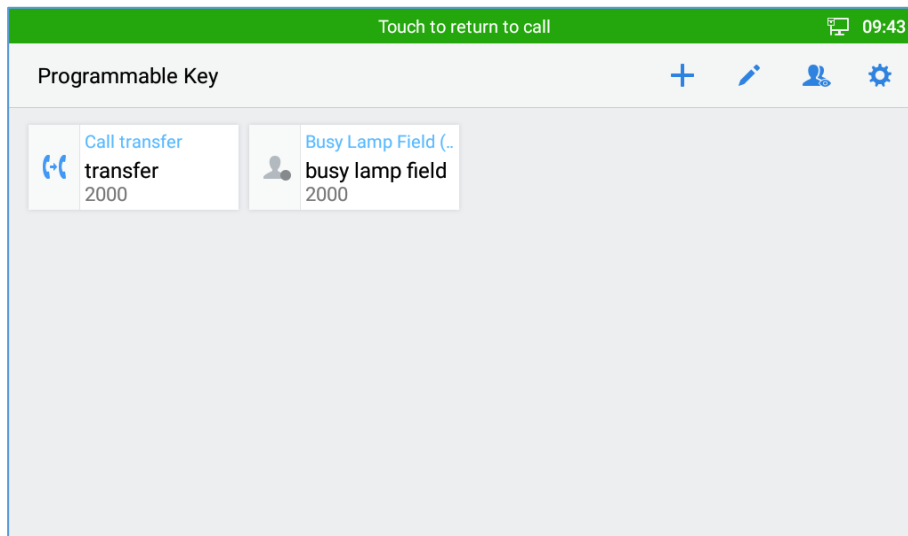 Touch to return to call
09:43
Programmable Key
Call transfer
transfer
2000
Busy Lamp Field (..
busy lamp field
2000